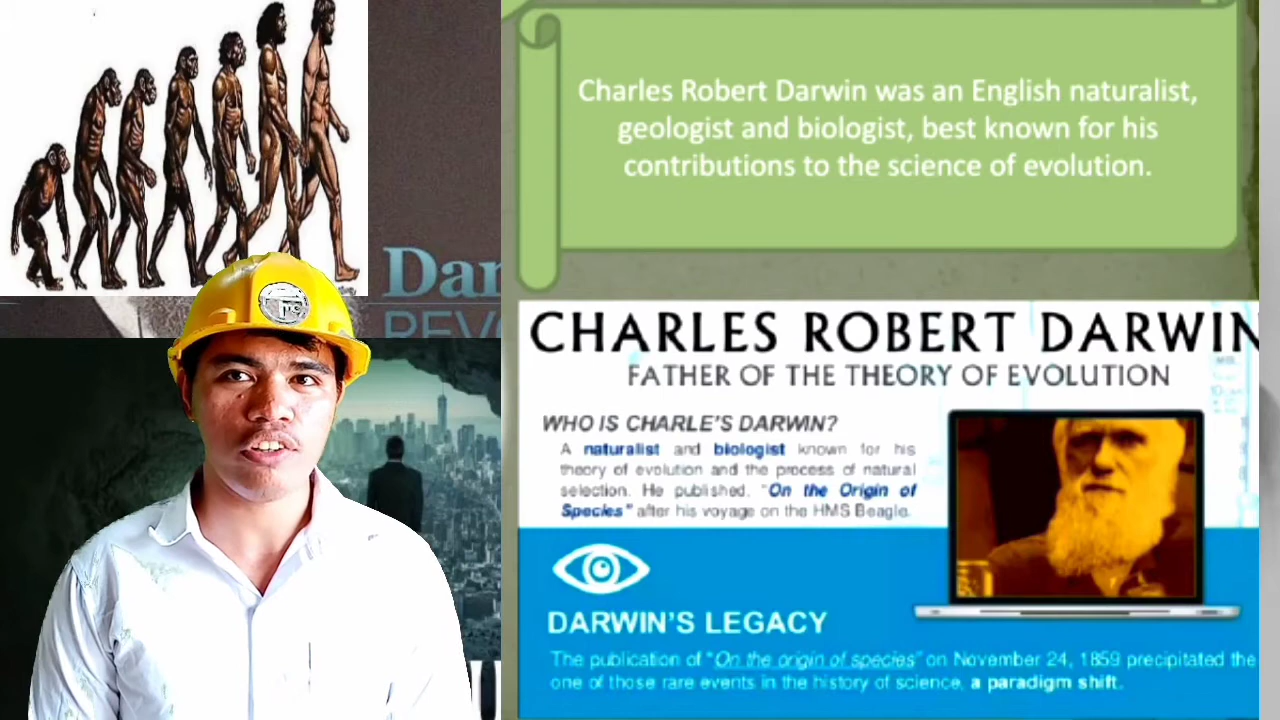 Charles Robert Darwin was an English naturalist,
geologist and biologist, best known for his
contributions to the science of evolution.
CHARLES ROBERT DARWIN
FATHER OF THE THEORY OF EVOLUTION
WHO IS CHARLE'S DARWIN?
A naturalist and biologist known for his
theory of evolution and the process of natural
selection. He published, "On the Origin of
Species" after his voyage on the HMS Beagle.
DARWIN'S LEGACY
The publication of "On the origin of species" on November 24, 1859 precipitated the
one of those rare events in the history of science, a paradigm shift.
Dar
REV